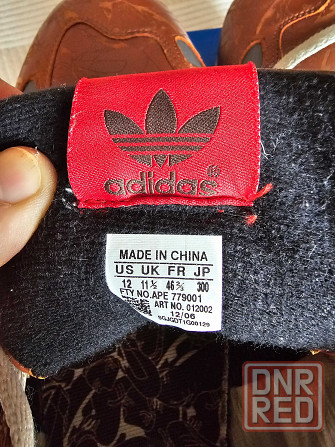 adidas
MADE IN CHINA
US UK FR JP
12 11½ 46⅔ 300
FTY NO.APE 779001
ART NO. 012002
12/06
SGJGDT1G00129
DNR
RED